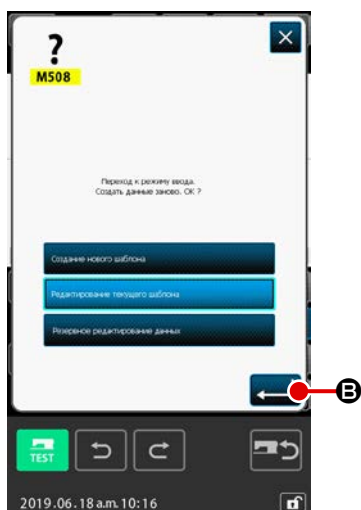 ?
M508
Переход к режиму ввода.
Создать данные заново. ОК ?
Создание нового шаблона
Редактирование текущего шаблона
Резервное редактирование данных
B
TEST
2019.06.18 a.m. 10:16